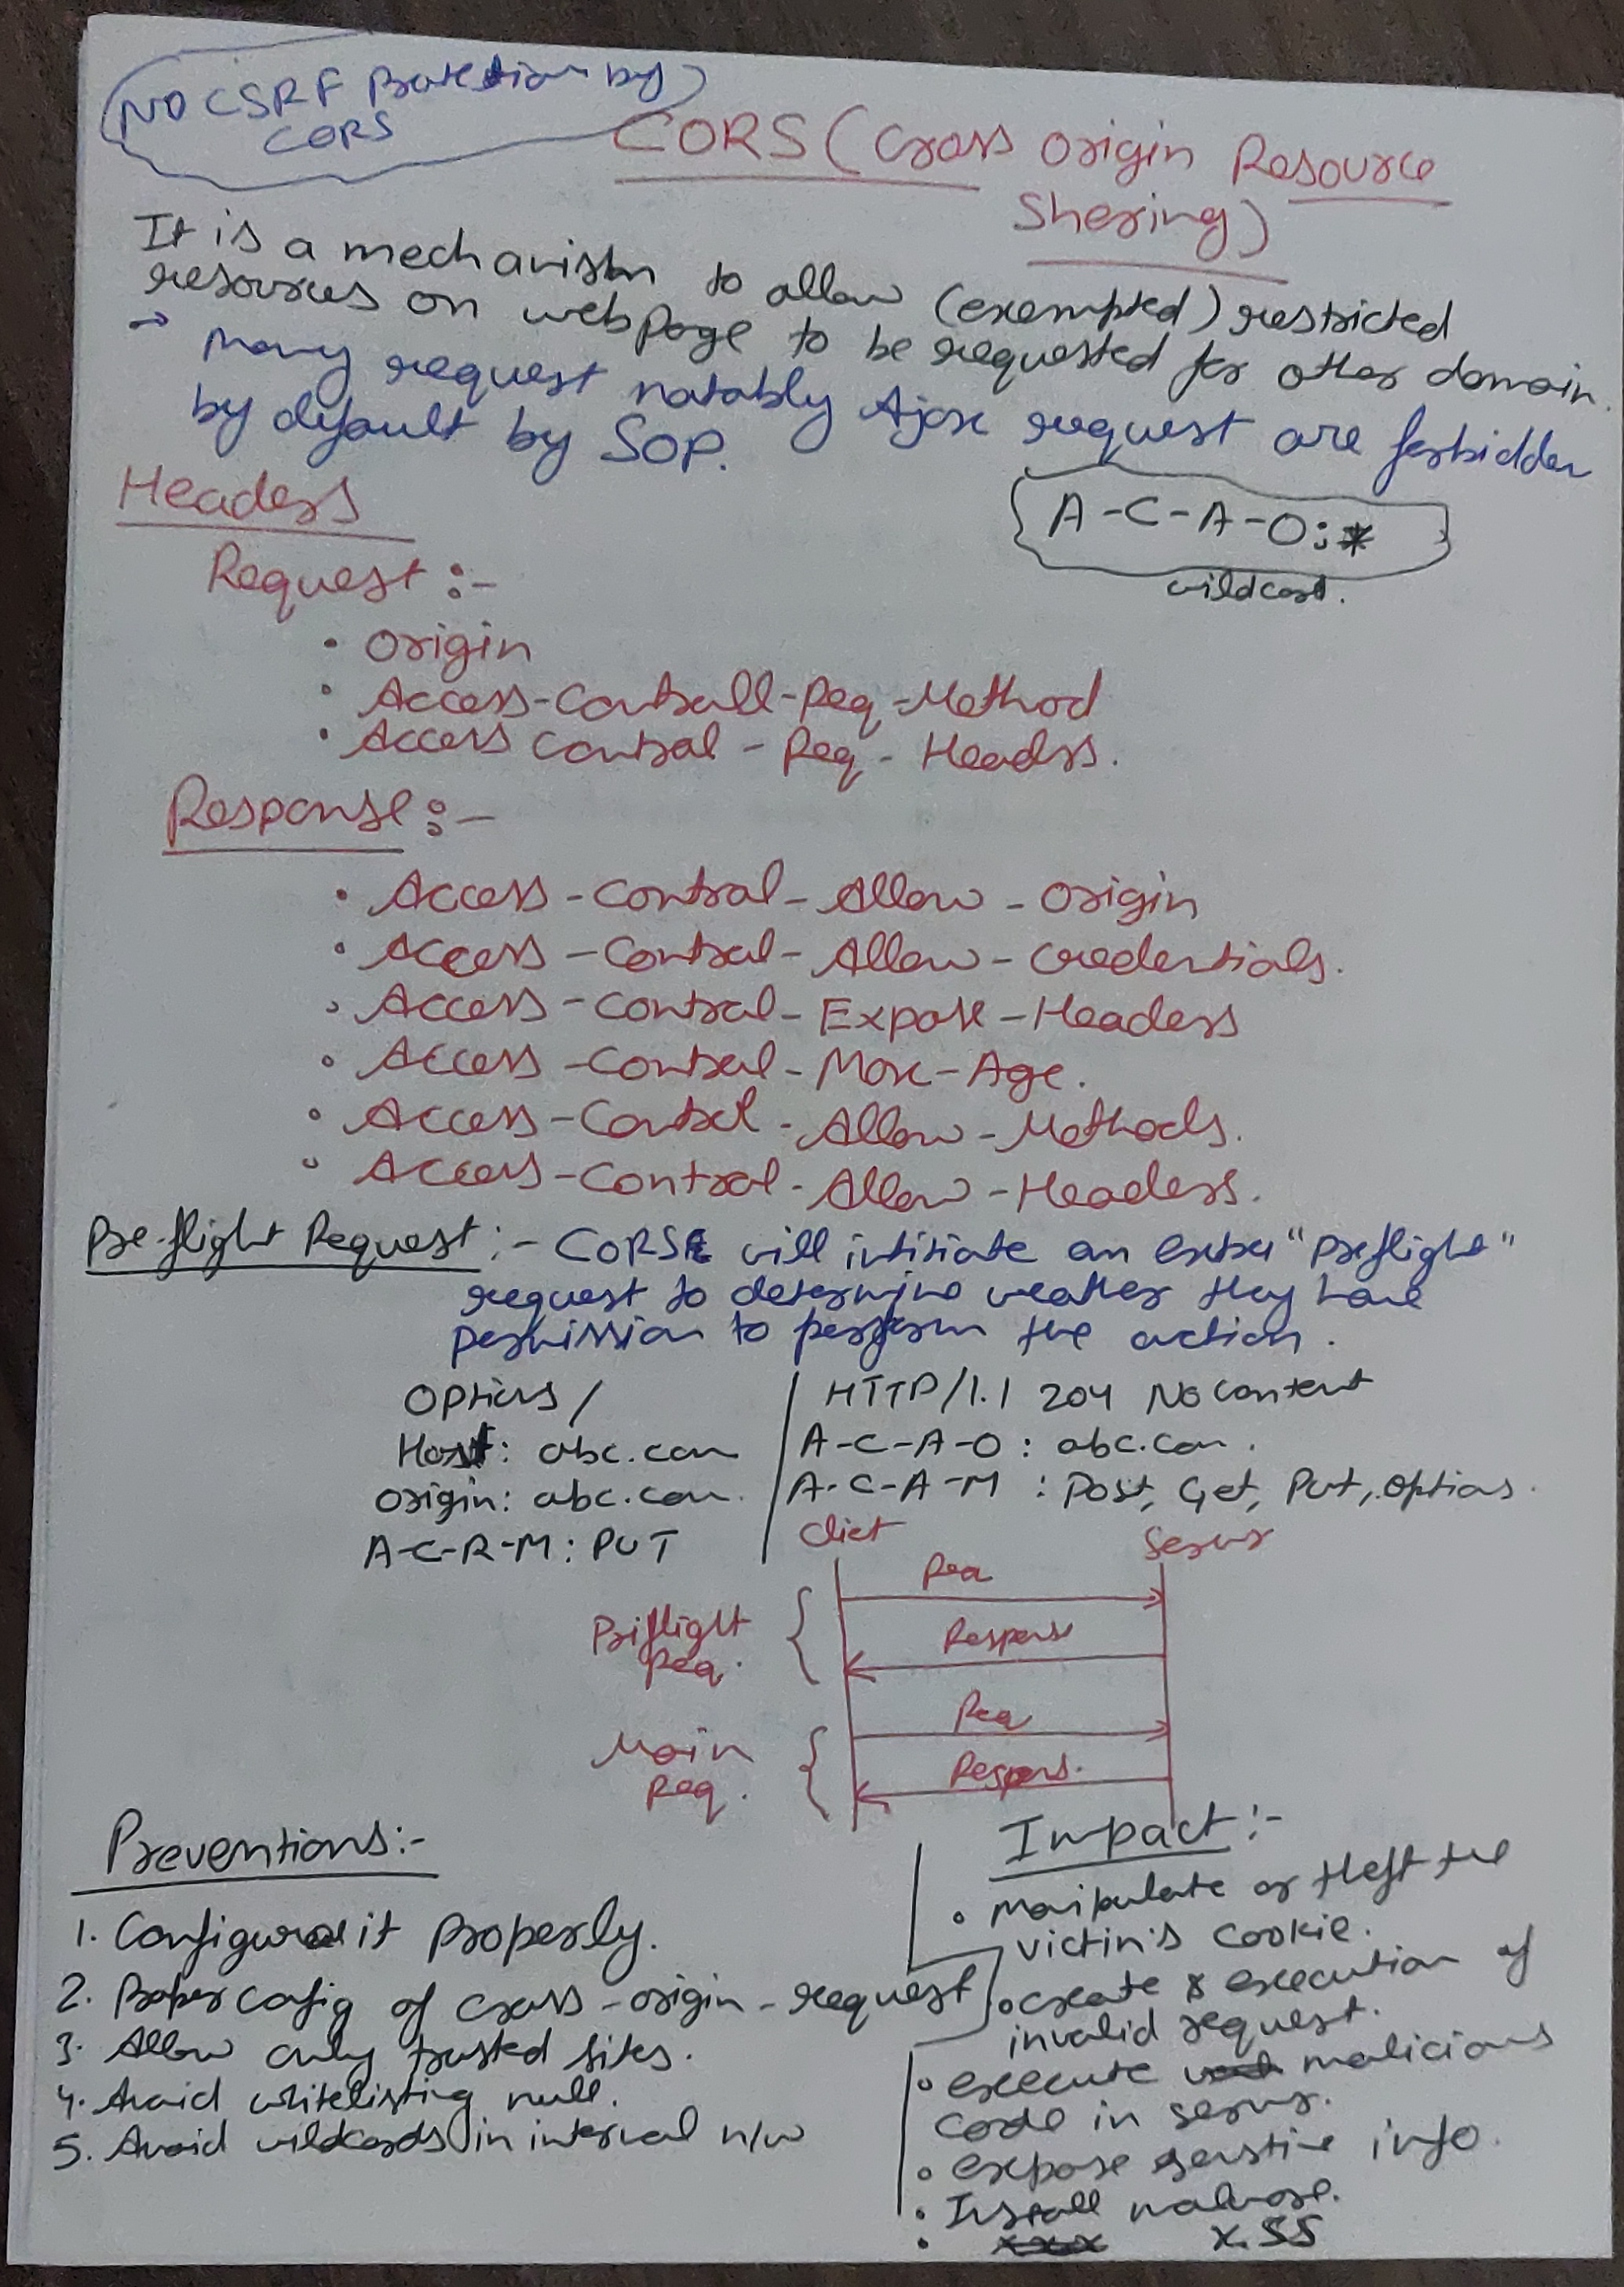 NO CSRF Protection by
CORS
CORS (Cross Origin Resource
Shering)
It is a mechanism to allow (exempted) restricted
resources on webpage to be requested for other domain.
→ Many request notably Ajax request are forbidden
by default by SOP.
Headers
A-C-A-O:*
wildcard.
Request :-
• Origin
• Access-Controll-Req-Method
• Access Control - Req - Headrs.
Response :-
• Access - Control - Allow - Origin
• Access - Control - Allow - Credentials.
• Access - Control - Expose - Headers
• Access - Control - Max - Age.
• Access - Control - Allow - Methods.
• Access - Control - Allow - Headers.
Pre-flight Request :- CORS will intitiate an extra "preflight"
request to determine weather they have
permission to perform the action.
Options /
Host: abc.com
Origin: abc.com.
A-C-R-M: PUT
HTTP/1.1 204 No Content
A-C-A-O : abc.com.
A-C-A-M : Post, Get, Put, Options.
Cliet Server
Req
Priflight
Req.
Response
Req
Main
Req.
Respons.
Preventions:-
1. Configure it Properly.
2. Proper config of cross-origin-request
3. Allow only trusted sites.
4. Avoid whitelisting null.
5. Avoid wildcards in internal n/w
Impact :-
• Manipulate or theft the
victim's cookie.
• create & execution of
invalid request.
• execute malicious
code in server.
• expose senstive info.
• Install malware.
• XSS